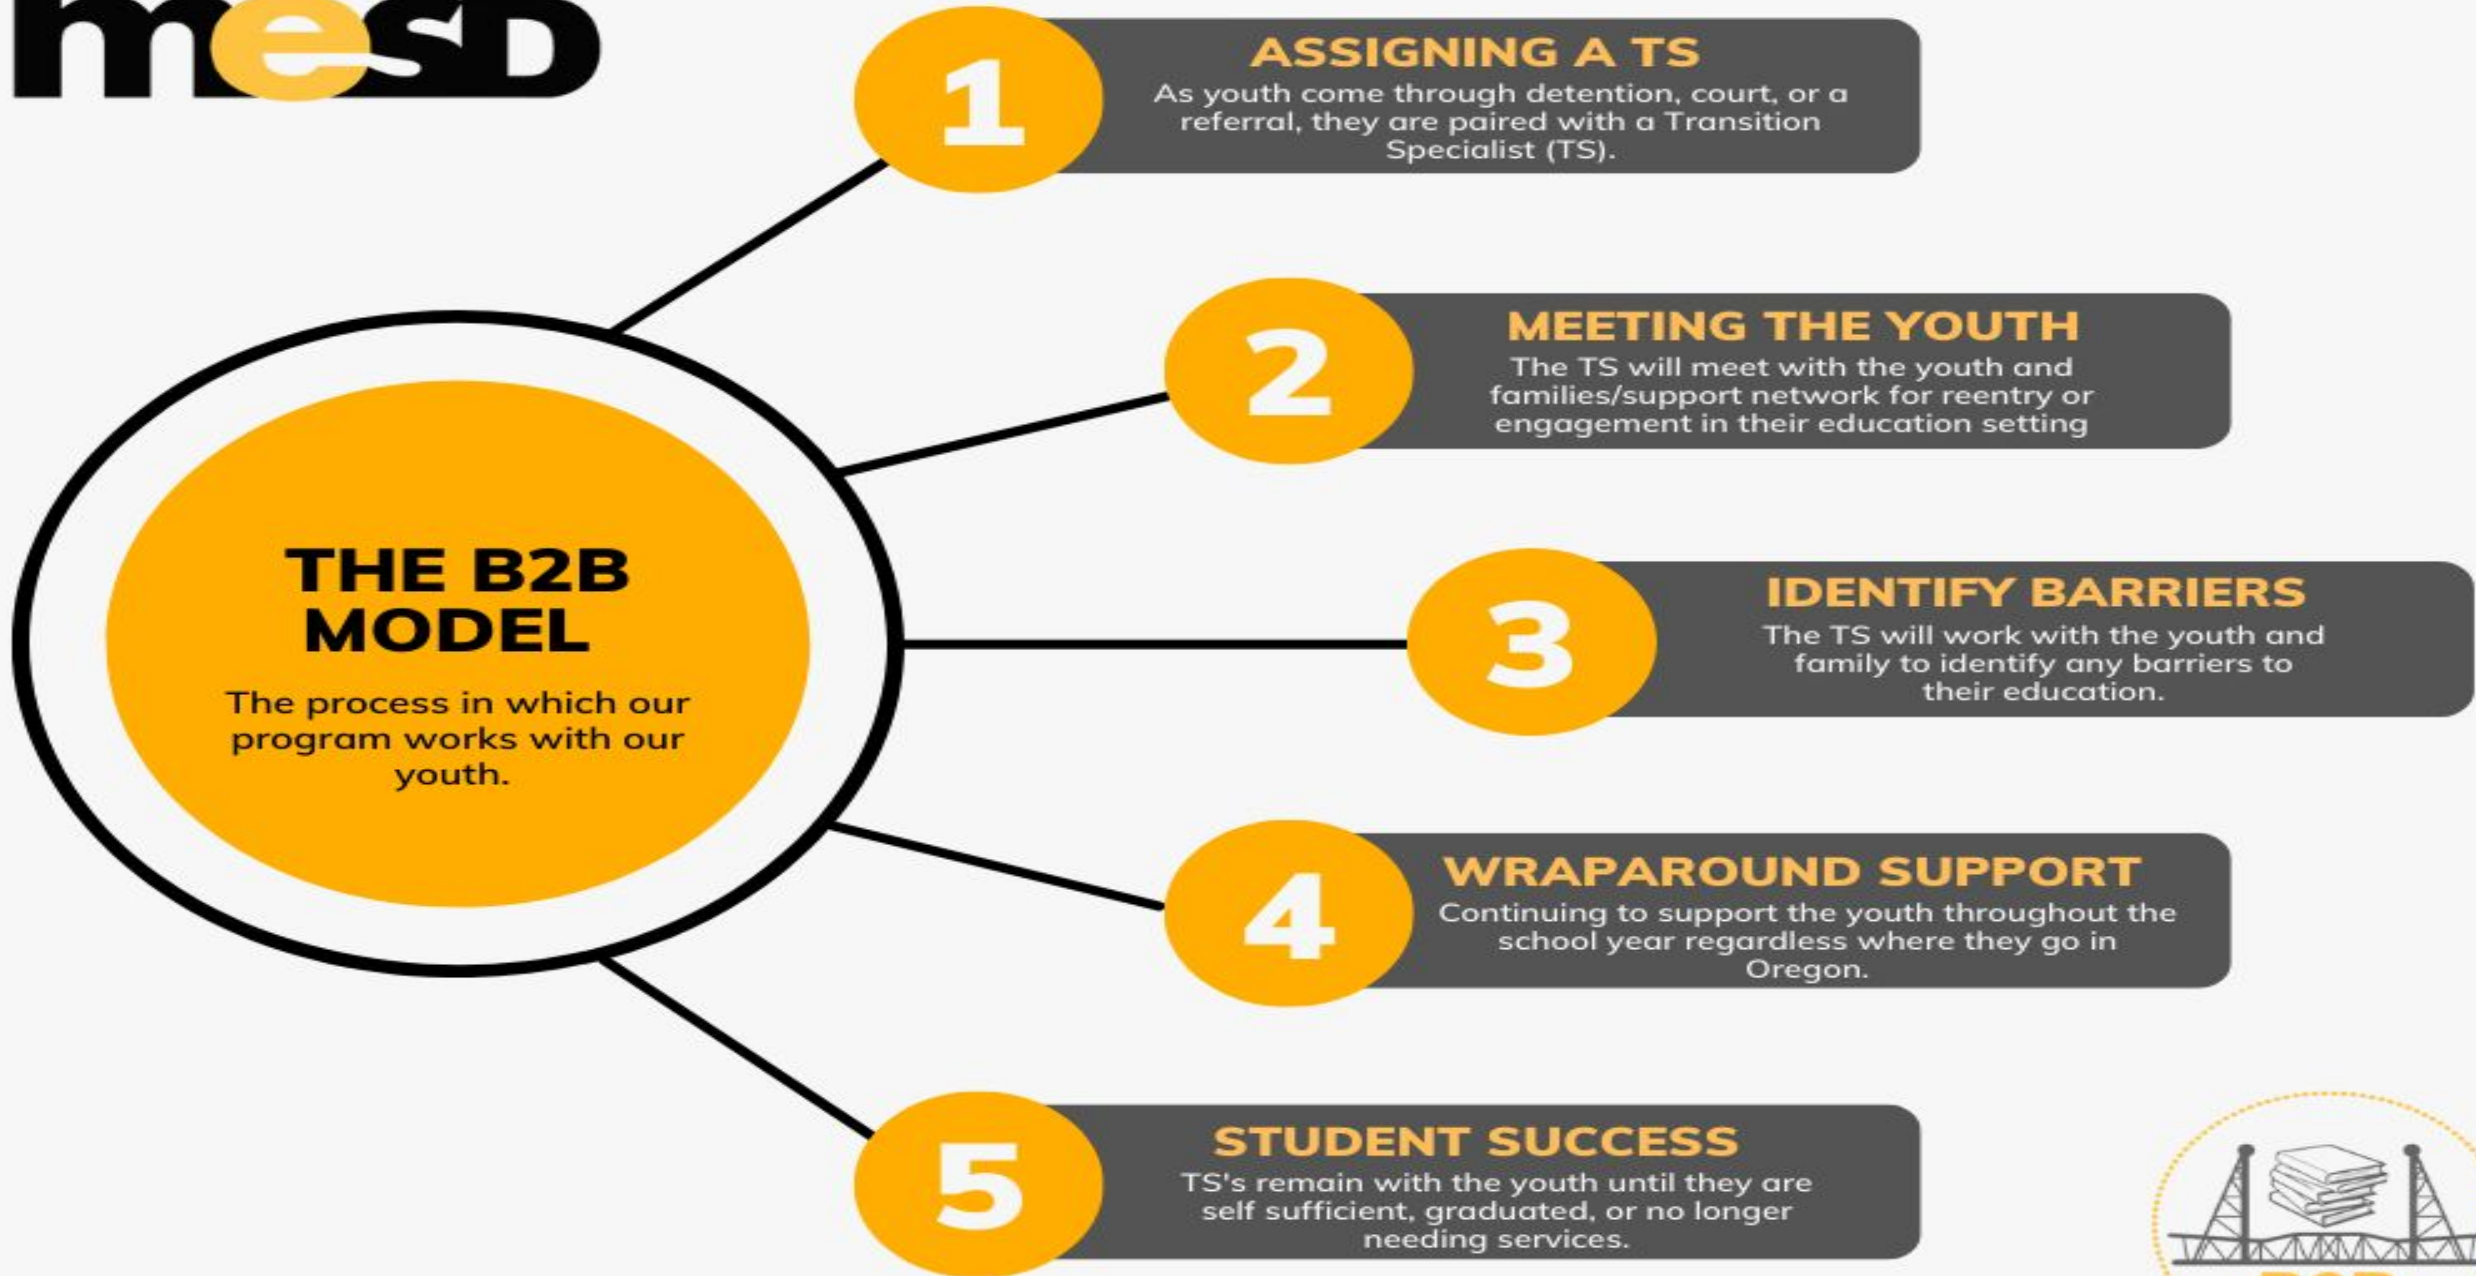 mesD
1
ASSIGNING A TS
As youth come through detention, court, or a
referral, they are paired with a Transition
Specialist (TS).
2
MEETING THE YOUTH
The TS will meet with the youth and
families/support network for reentry or
engagement in their education setting
THE B2B
MODEL
The process in which our
program works with our
youth.
3
IDENTIFY BARRIERS
The TS will work with the youth and
family to identify any barriers to
their education.
4
WRAPAROUND SUPPORT
Continuing to support the youth throughout the
school year regardless where they go in
Oregon.
5
STUDENT SUCCESS
TS's remain with the youth until they are
self sufficient, graduated, or no longer
needing services.